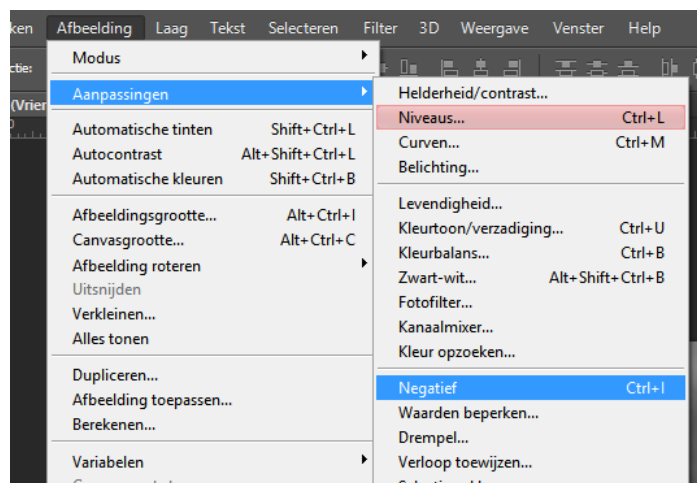 ken Afbeelding Laag Tekst Selecteren Filter 3D Weergave Venster Help
ctie:
(Vrier
Modus
Aanpassingen
Automatische tinten Shift+Ctrl+L
Autocontrast Alt+Shift+Ctrl+L
Automatische kleuren Shift+Ctrl+B
Afbeeldingsgrootte... Alt+Ctrl+I
Canvasgrootte... Alt+Ctrl+C
Afbeelding roteren
Uitsnijden
Verkleinen...
Alles tonen
Dupliceren...
Afbeelding toepassen...
Berekenen...
Variabelen
Helderheid/contrast...
Niveaus... Ctrl+L
Curven... Ctrl+M
Belichting...
Levendigheid...
Kleurtoon/verzadiging... Ctrl+U
Kleurbalans... Ctrl+B
Zwart-wit... Alt+Shift+Ctrl+B
Fotofilter...
Kanaalmixer...
Kleur opzoeken...
Negatief Ctrl+I
Waarden beperken...
Drempel...
Verloop toewijzen...